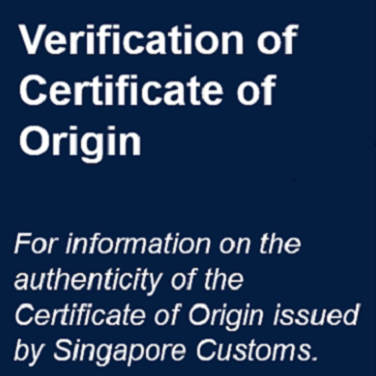 Verification of
Certificate of
Origin
For information on the
authenticity of the
Certificate of Origin issued
by Singapore Customs.